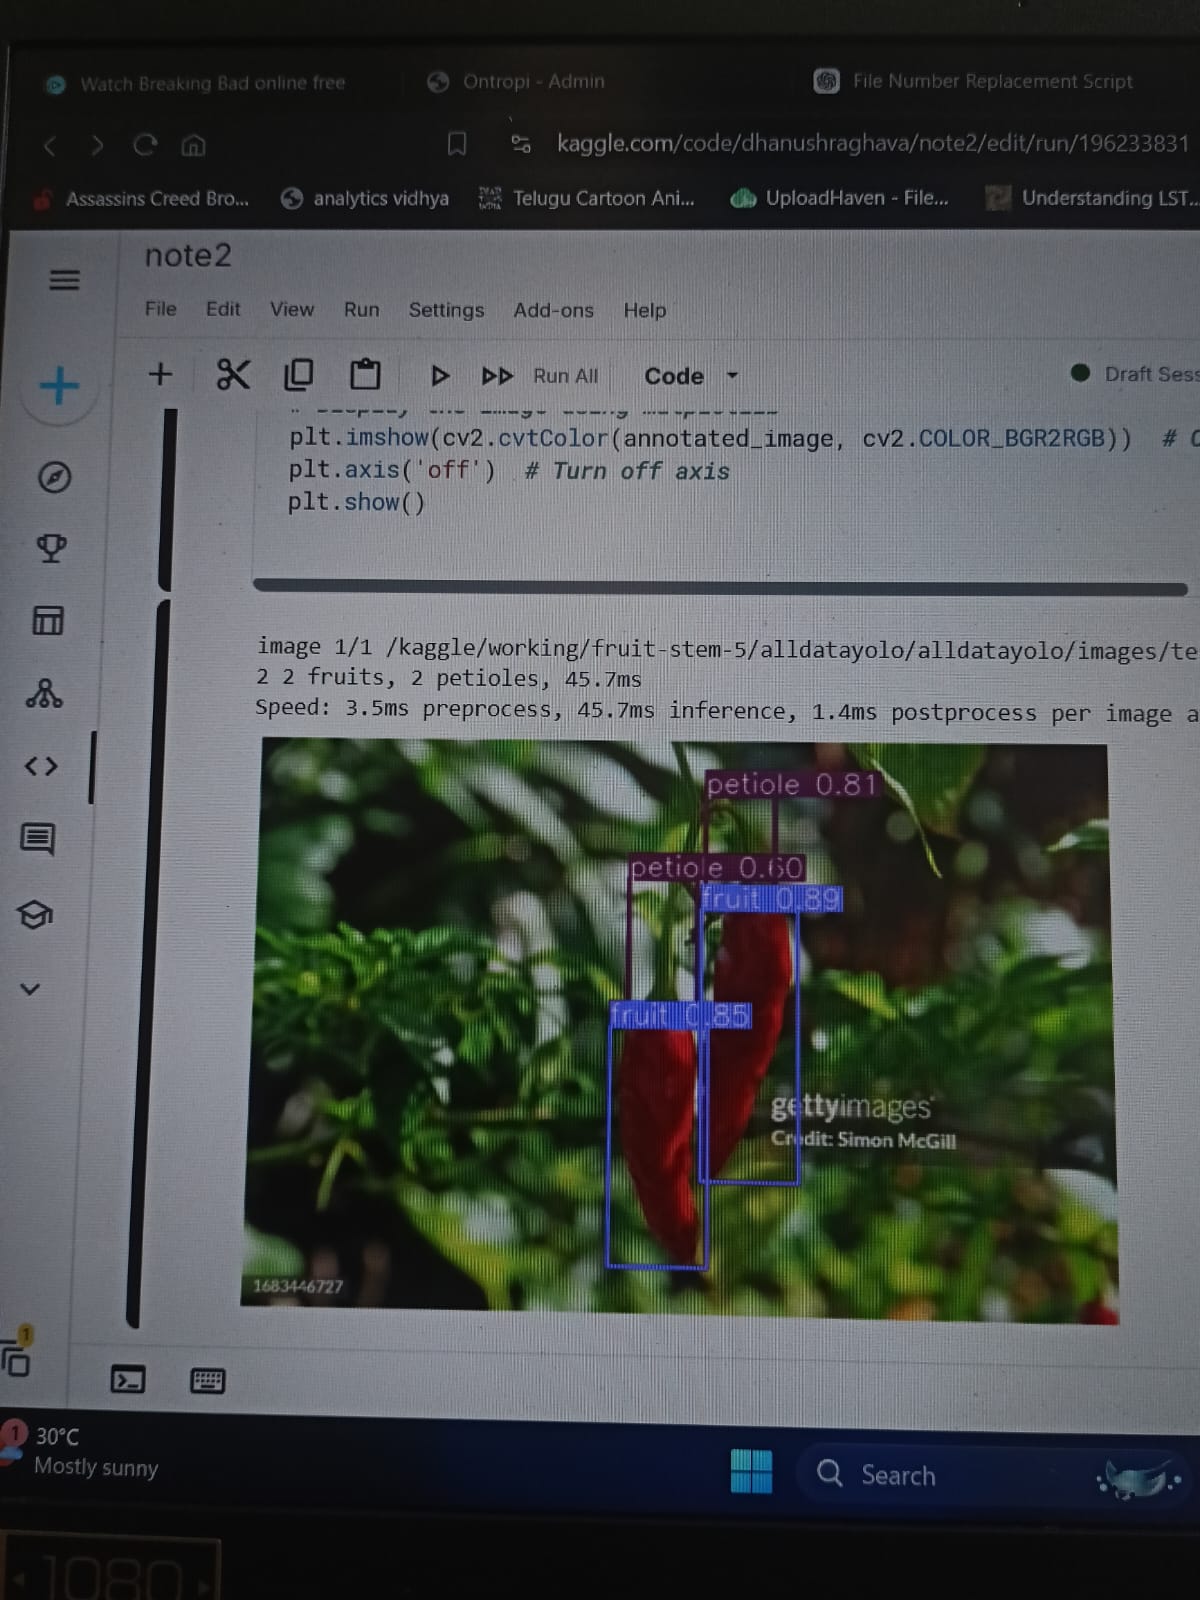 Watch Breaking Bad online free
Ontropi - Admin
File Number Replacement Script
kaggle.com/code/dhanushraghava/note2/edit/run/196233831
Assassins Creed Bro...
analytics vidhya
Telugu Cartoon Ani...
UploadHaven - File...
Understanding LST...
note2
File Edit View Run Settings Add-ons Help
Run All
Code
Draft Sess
plt.imshow(cv2.cvtColor(annotated_image, cv2.COLOR_BGR2RGB)) # C
plt.axis('off') # Turn off axis
plt.show()
image 1/1 /kaggle/working/fruit-stem-5/alldatayolo/alldatayolo/images/te
2 2 fruits, 2 petioles, 45.7ms
Speed: 3.5ms preprocess, 45.7ms inference, 1.4ms postprocess per image a
petiole 0.81
petiole 0.60
fruit 0.89
fruit 0.85
gettyimages
Credit: Simon McGill
1683446727
1
1
30°C
Mostly sunny
Search
1080